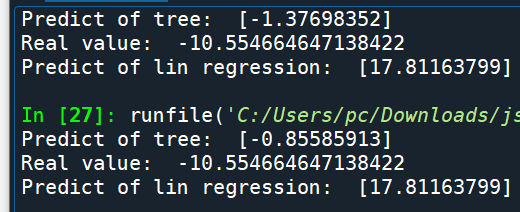 Predict of tree:  [-1.37698352]
Real value:  -10.554664647138422
Predict of lin regression:  [17.81163799]
In [27]: runfile('C:/Users/pc/Downloads/js
Predict of tree:  [-0.85585913]
Real value:  -10.554664647138422
Predict of lin regression:  [17.81163799]